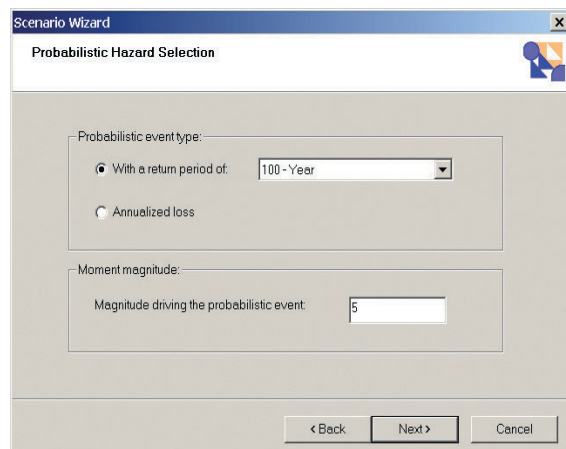 Scenario Wizard
Probabilistic Hazard Selection
Probabilistic event type:
With a return period of: 100 - Year
Annualized loss
Moment magnitude:
Magnitude driving the probabilistic event: 5
< Back Next > Cancel